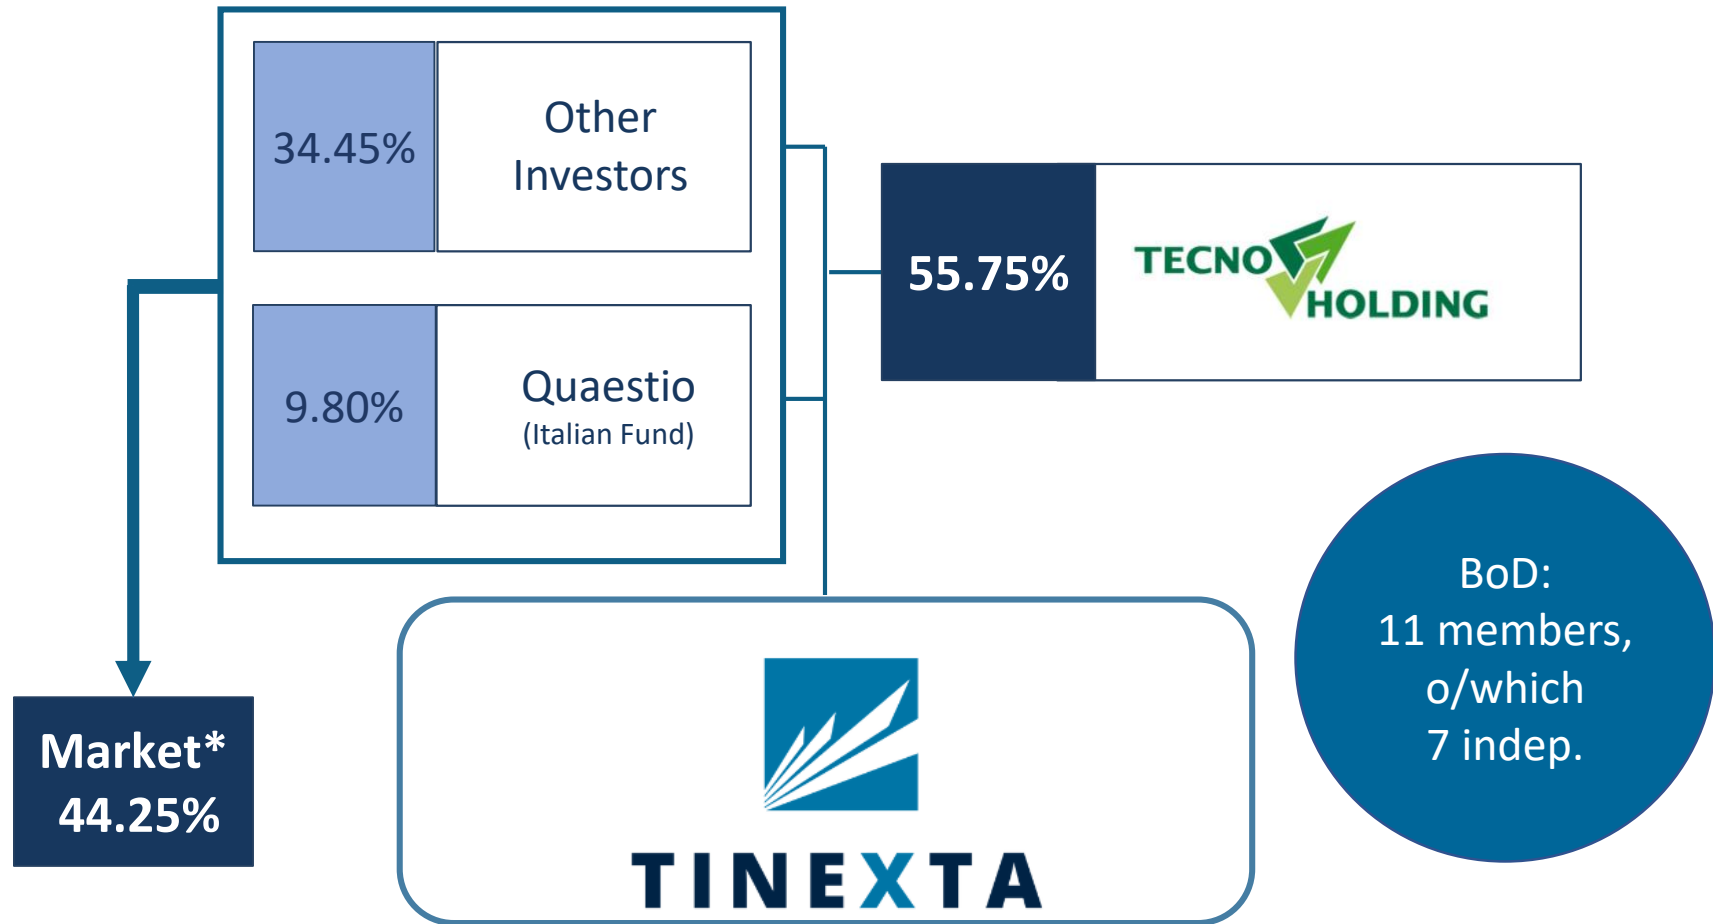 34.45%
Other
Investors
9.80%
Quaestio
(Italian Fund)
55.75%
TECNO
HOLDING
Market*
44.25%
TINEXTA
BoD:
11 members,
o/which
7 indep.